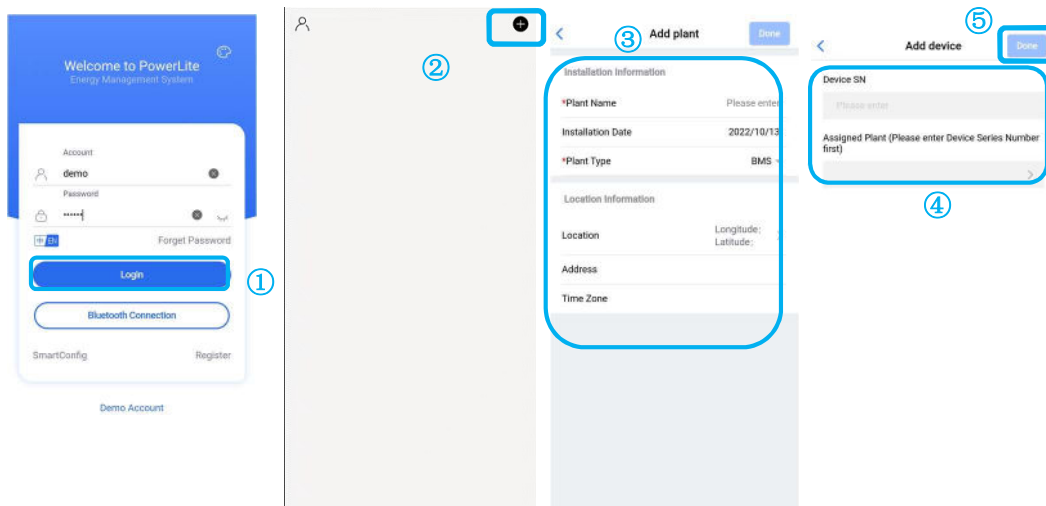 Welcome to PowerLite
Energy Management System
Account
demo
Password
中 EN
Forget Password
Login
①
Bluetooth Connection
SmartConfig
Register
Demo Account
②
③
Add plant
Done
Installation Information
*Plant Name
Please enter
Installation Date
2022/10/13
*Plant Type
BMS
Location Information
Location
Longitude:
Latitude:
Address
Time Zone
⑤
Add device
Done
Device SN
Please enter
Assigned Plant (Please enter Device Series Number
first)
④